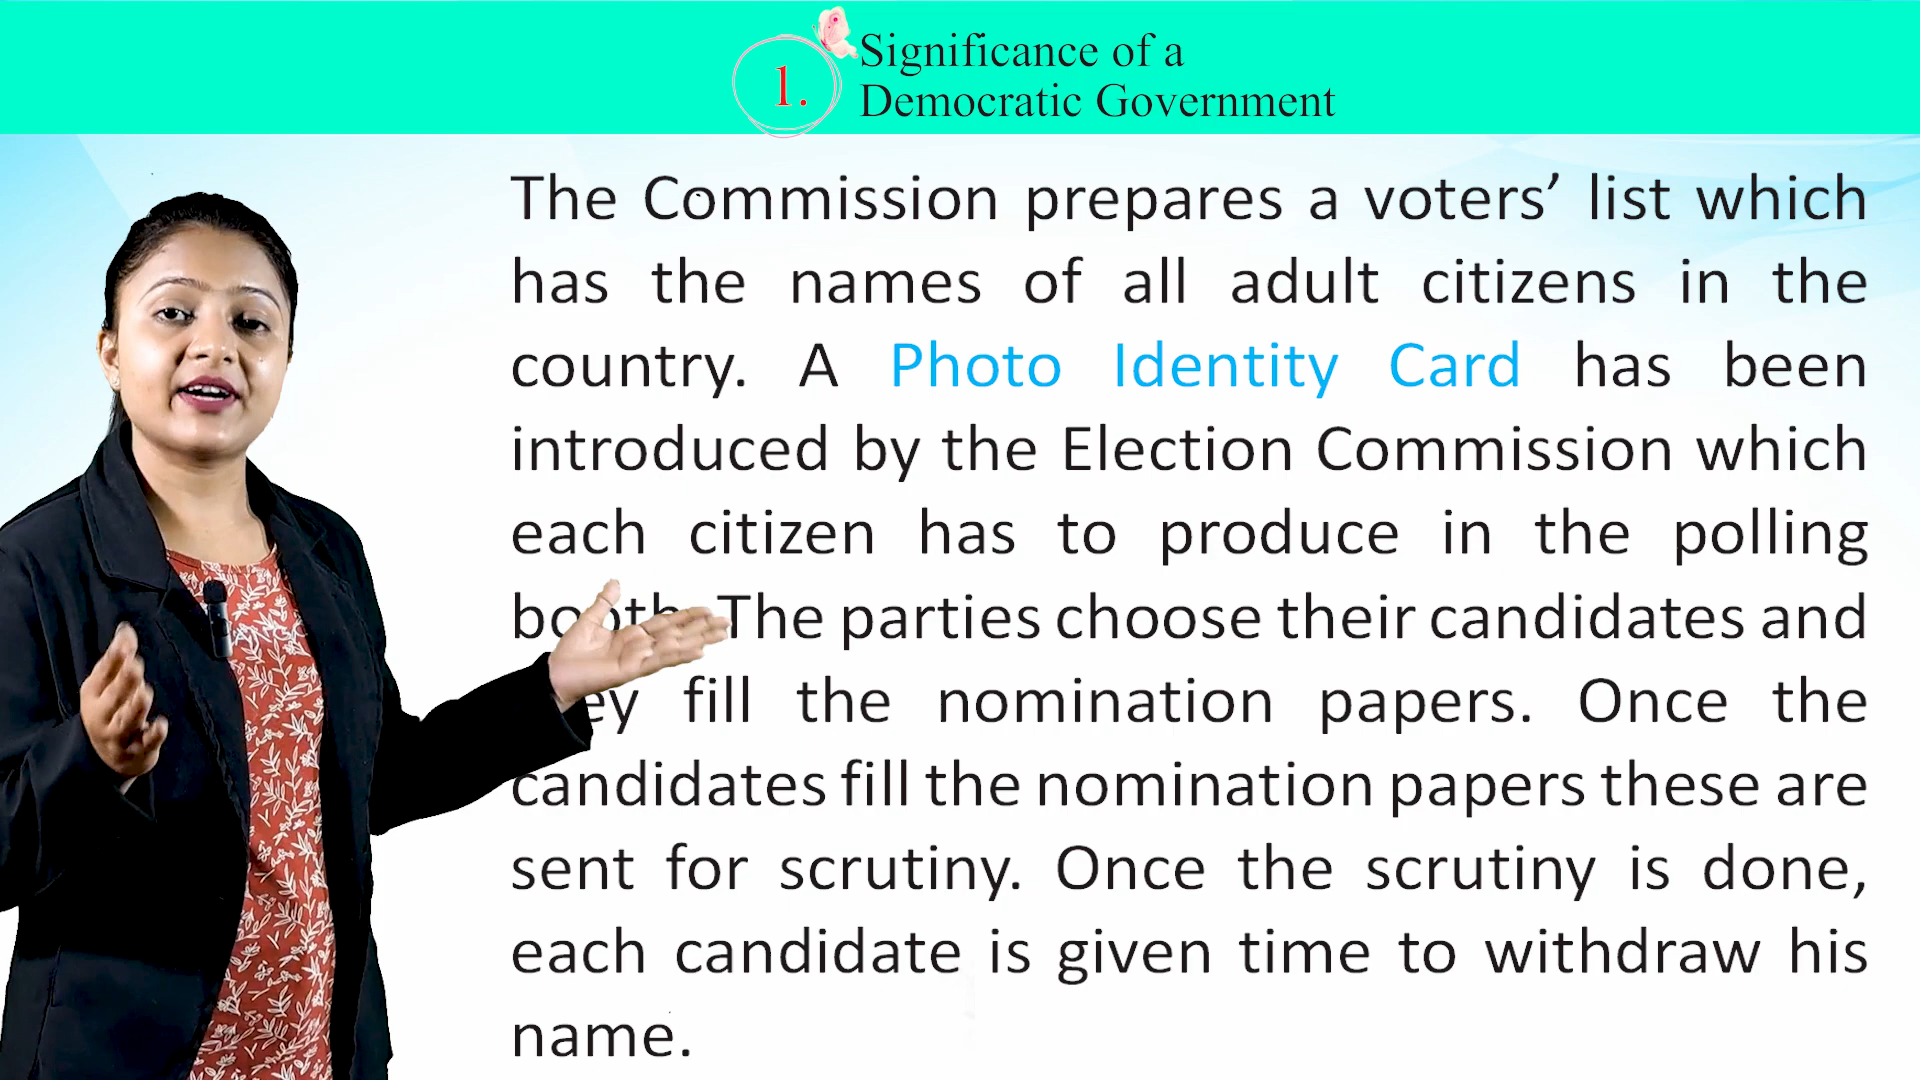 1.
Significance of a
Democratic Government
The Commission prepares a voters’ list which
has the names of all adult citizens in the
country. A Photo Identity Card has been
introduced by the Election Commission which
each citizen has to produce in the polling
The parties choose their candidates and
fill the nomination papers. Once the
candidates fill the nomination papers these are
sent for scrutiny. Once the scrutiny is done,
each candidate is given time to withdraw his
name.